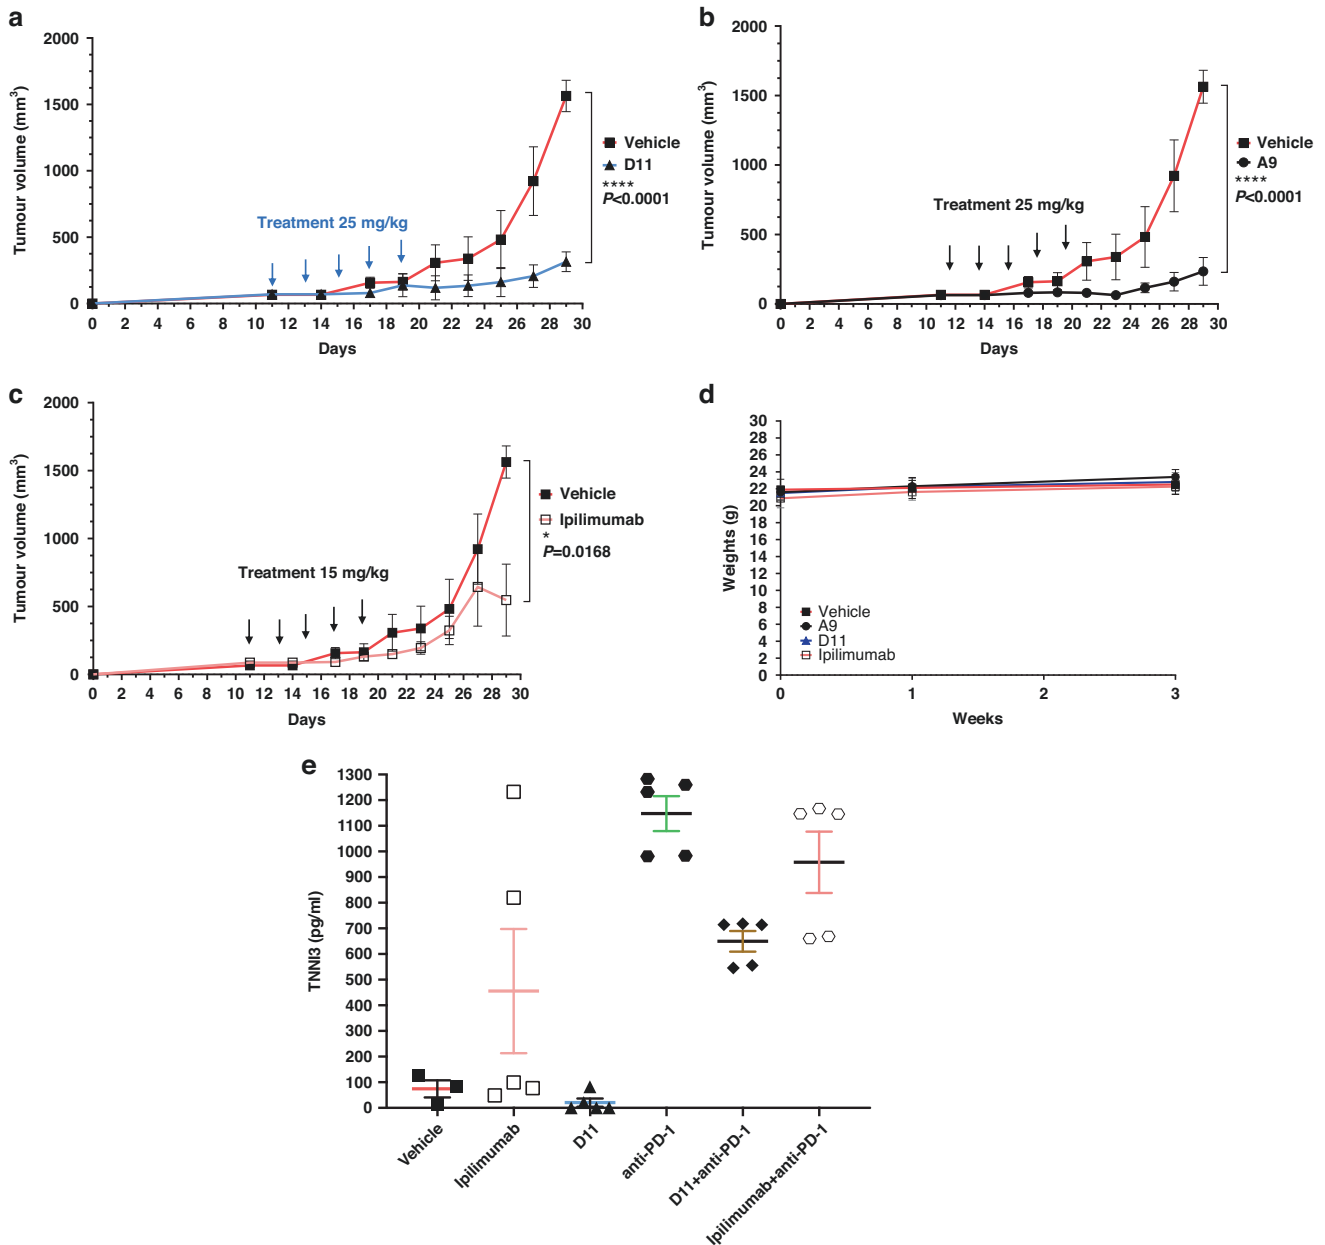 a
2000
1500
1000
500
0
Tumour volume (mm3)
Treatment 25 mg/kg
0 2 4 6 8 10 12 14 16 18 20 22 24 26 28 30
Days
Vehicle
D11
****
P<0.0001
b
2000
1500
1000
500
0
Tumour volume (mm3)
Treatment 25 mg/kg
0 2 4 6 8 10 12 14 16 18 20 22 24 26 28 30
Days
Vehicle
A9
****
P<0.0001
c
2000
1500
1000
500
0
Tumour volume (mm3)
Treatment 15 mg/kg
0 2 4 6 8 10 12 14 16 18 20 22 24 26 28 30
Days
Vehicle
Ipilimumab
*
P=0.0168
d
30
28
26
24
22
20
18
16
14
12
10
8
6
4
2
0
Weights (g)
Vehicle
A9
D11
Ipilimumab
0 1 2 3
Weeks
e
1300
1200
1100
1000
900
800
700
600
500
400
300
200
100
0
TNNI3 (pg/ml)
Vehicle
Ipilimumab
D11
anti-PD-1
D11+anti-PD-1
Ipilimumab+anti-PD-1